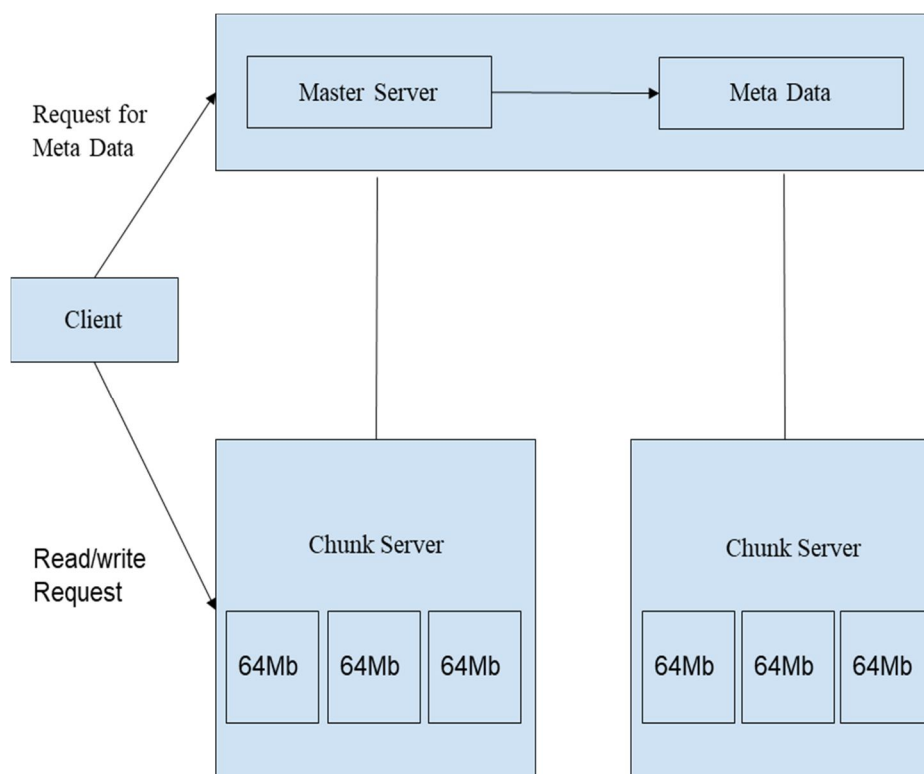 Master Server
Meta Data
Request for
Meta Data
Client
Chunk Server
Chunk Server
Read/write
Request
64Mb
64Mb
64Mb
64Mb
64Mb
64Mb